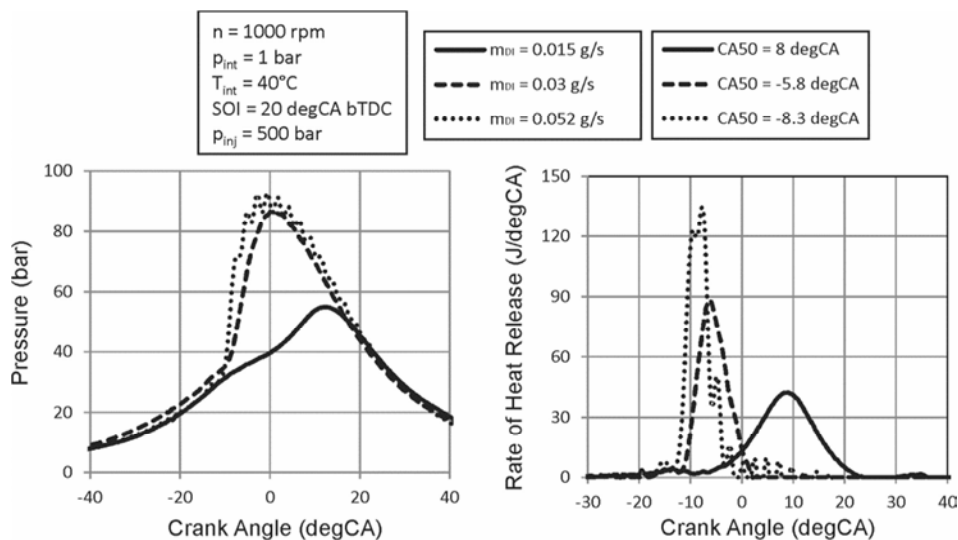 n = 1000 rpm
p_int = 1 bar
T_int = 40°C
SOI = 20 degCA bTDC
p_inj = 500 bar
m_DI = 0.015 g/s
m_DI = 0.03 g/s
m_DI = 0.052 g/s
CA50 = 8 degCA
CA50 = -5.8 degCA
CA50 = -8.3 degCA
Pressure (bar)
100
80
60
40
20
0
-40 -20 0 20 40
Crank Angle (degCA)
Rate of Heat Release (J/degCA)
150
120
90
60
30
0
-30 -20 -10 0 10 20 30 40
Crank Angle (degCA)